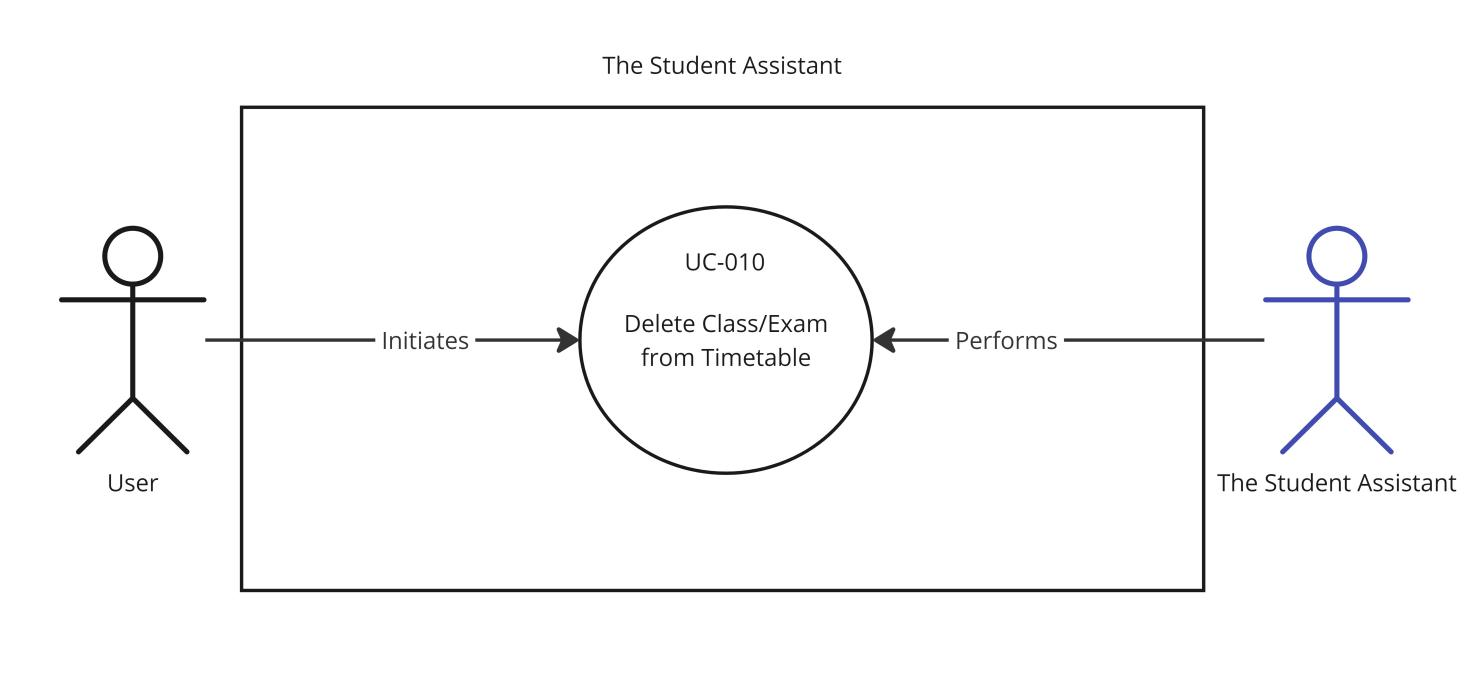 The Student Assistant
UC-010
Delete Class/Exam
from Timetable
Initiates
Performs
User
The Student Assistant